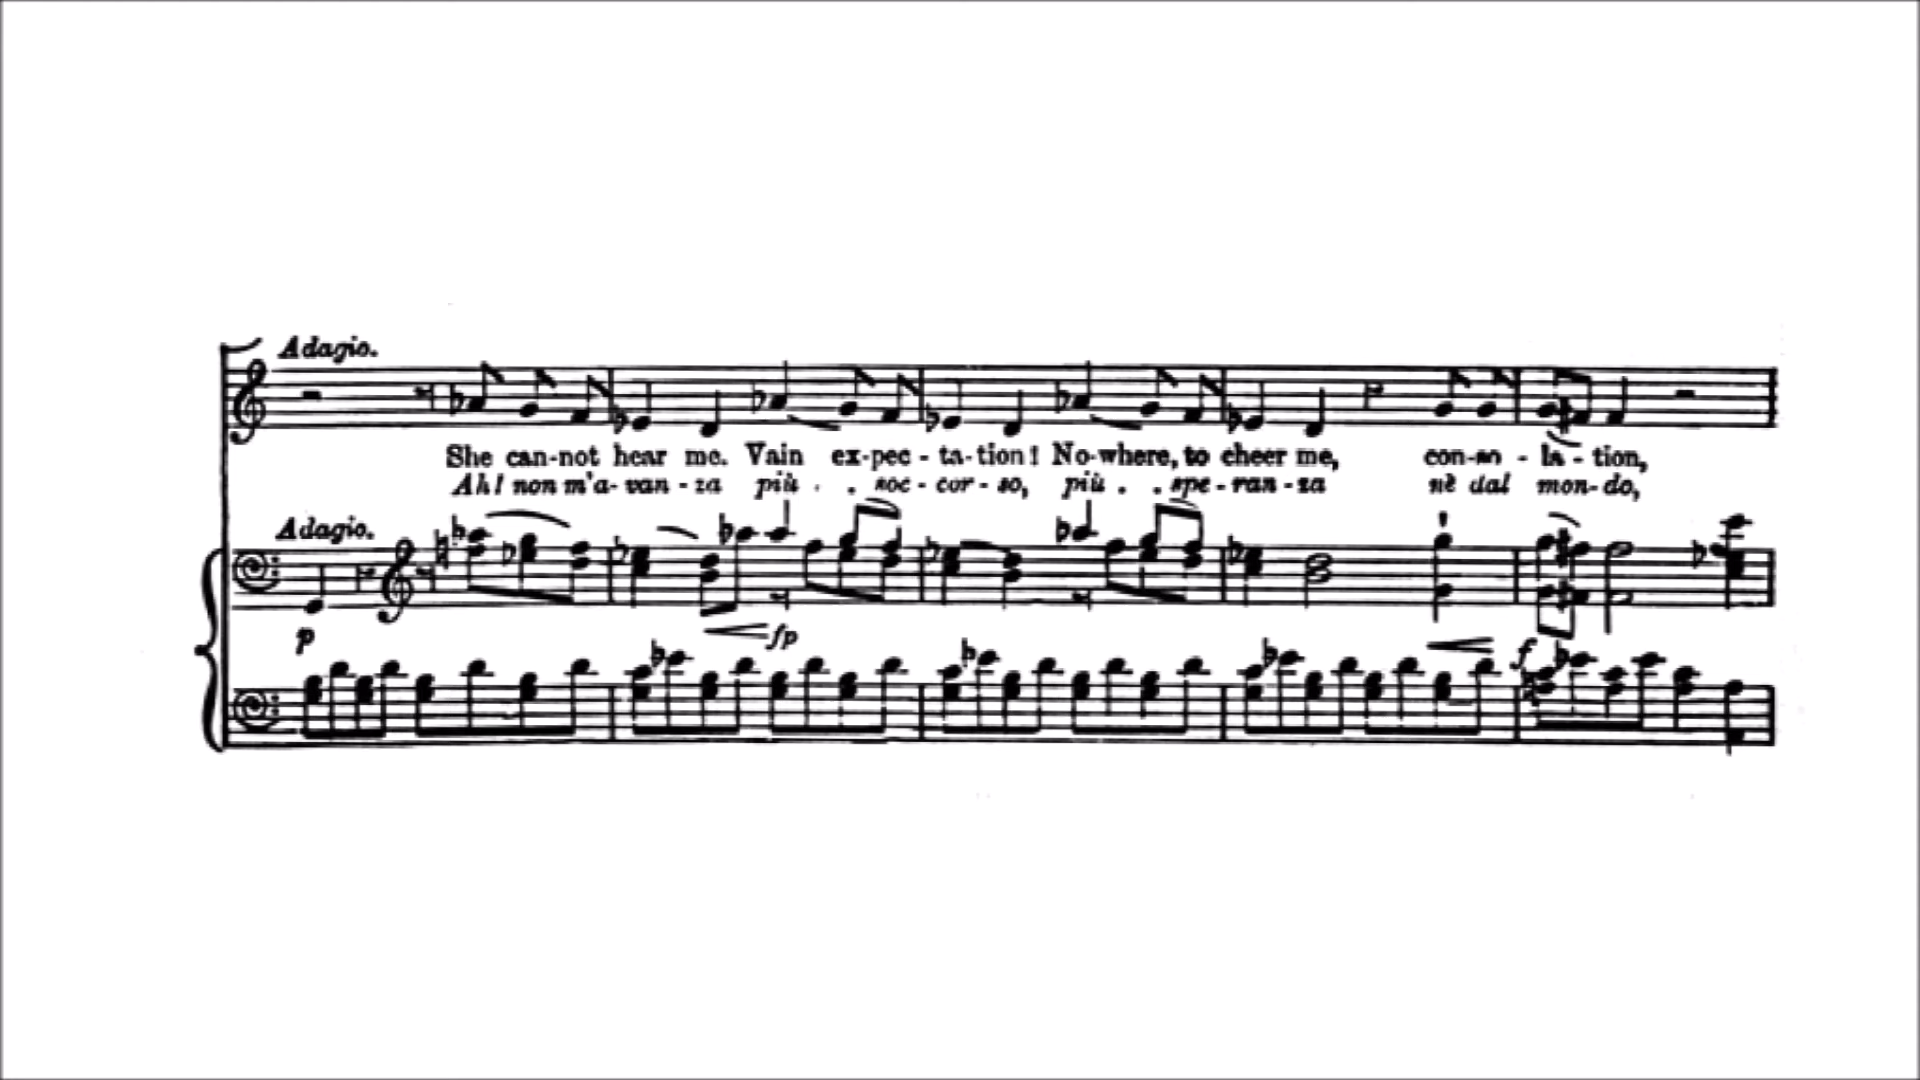 Adagio.
She can-not hear me. Vain ex-pec-ta-tion! No-where, to cheer me, con-so-la-tion,
Ah! non m'a-van-za più . . soc-cor-so, più . . spe-ran-za nè dal mon-do,
Adagio.
p fp f